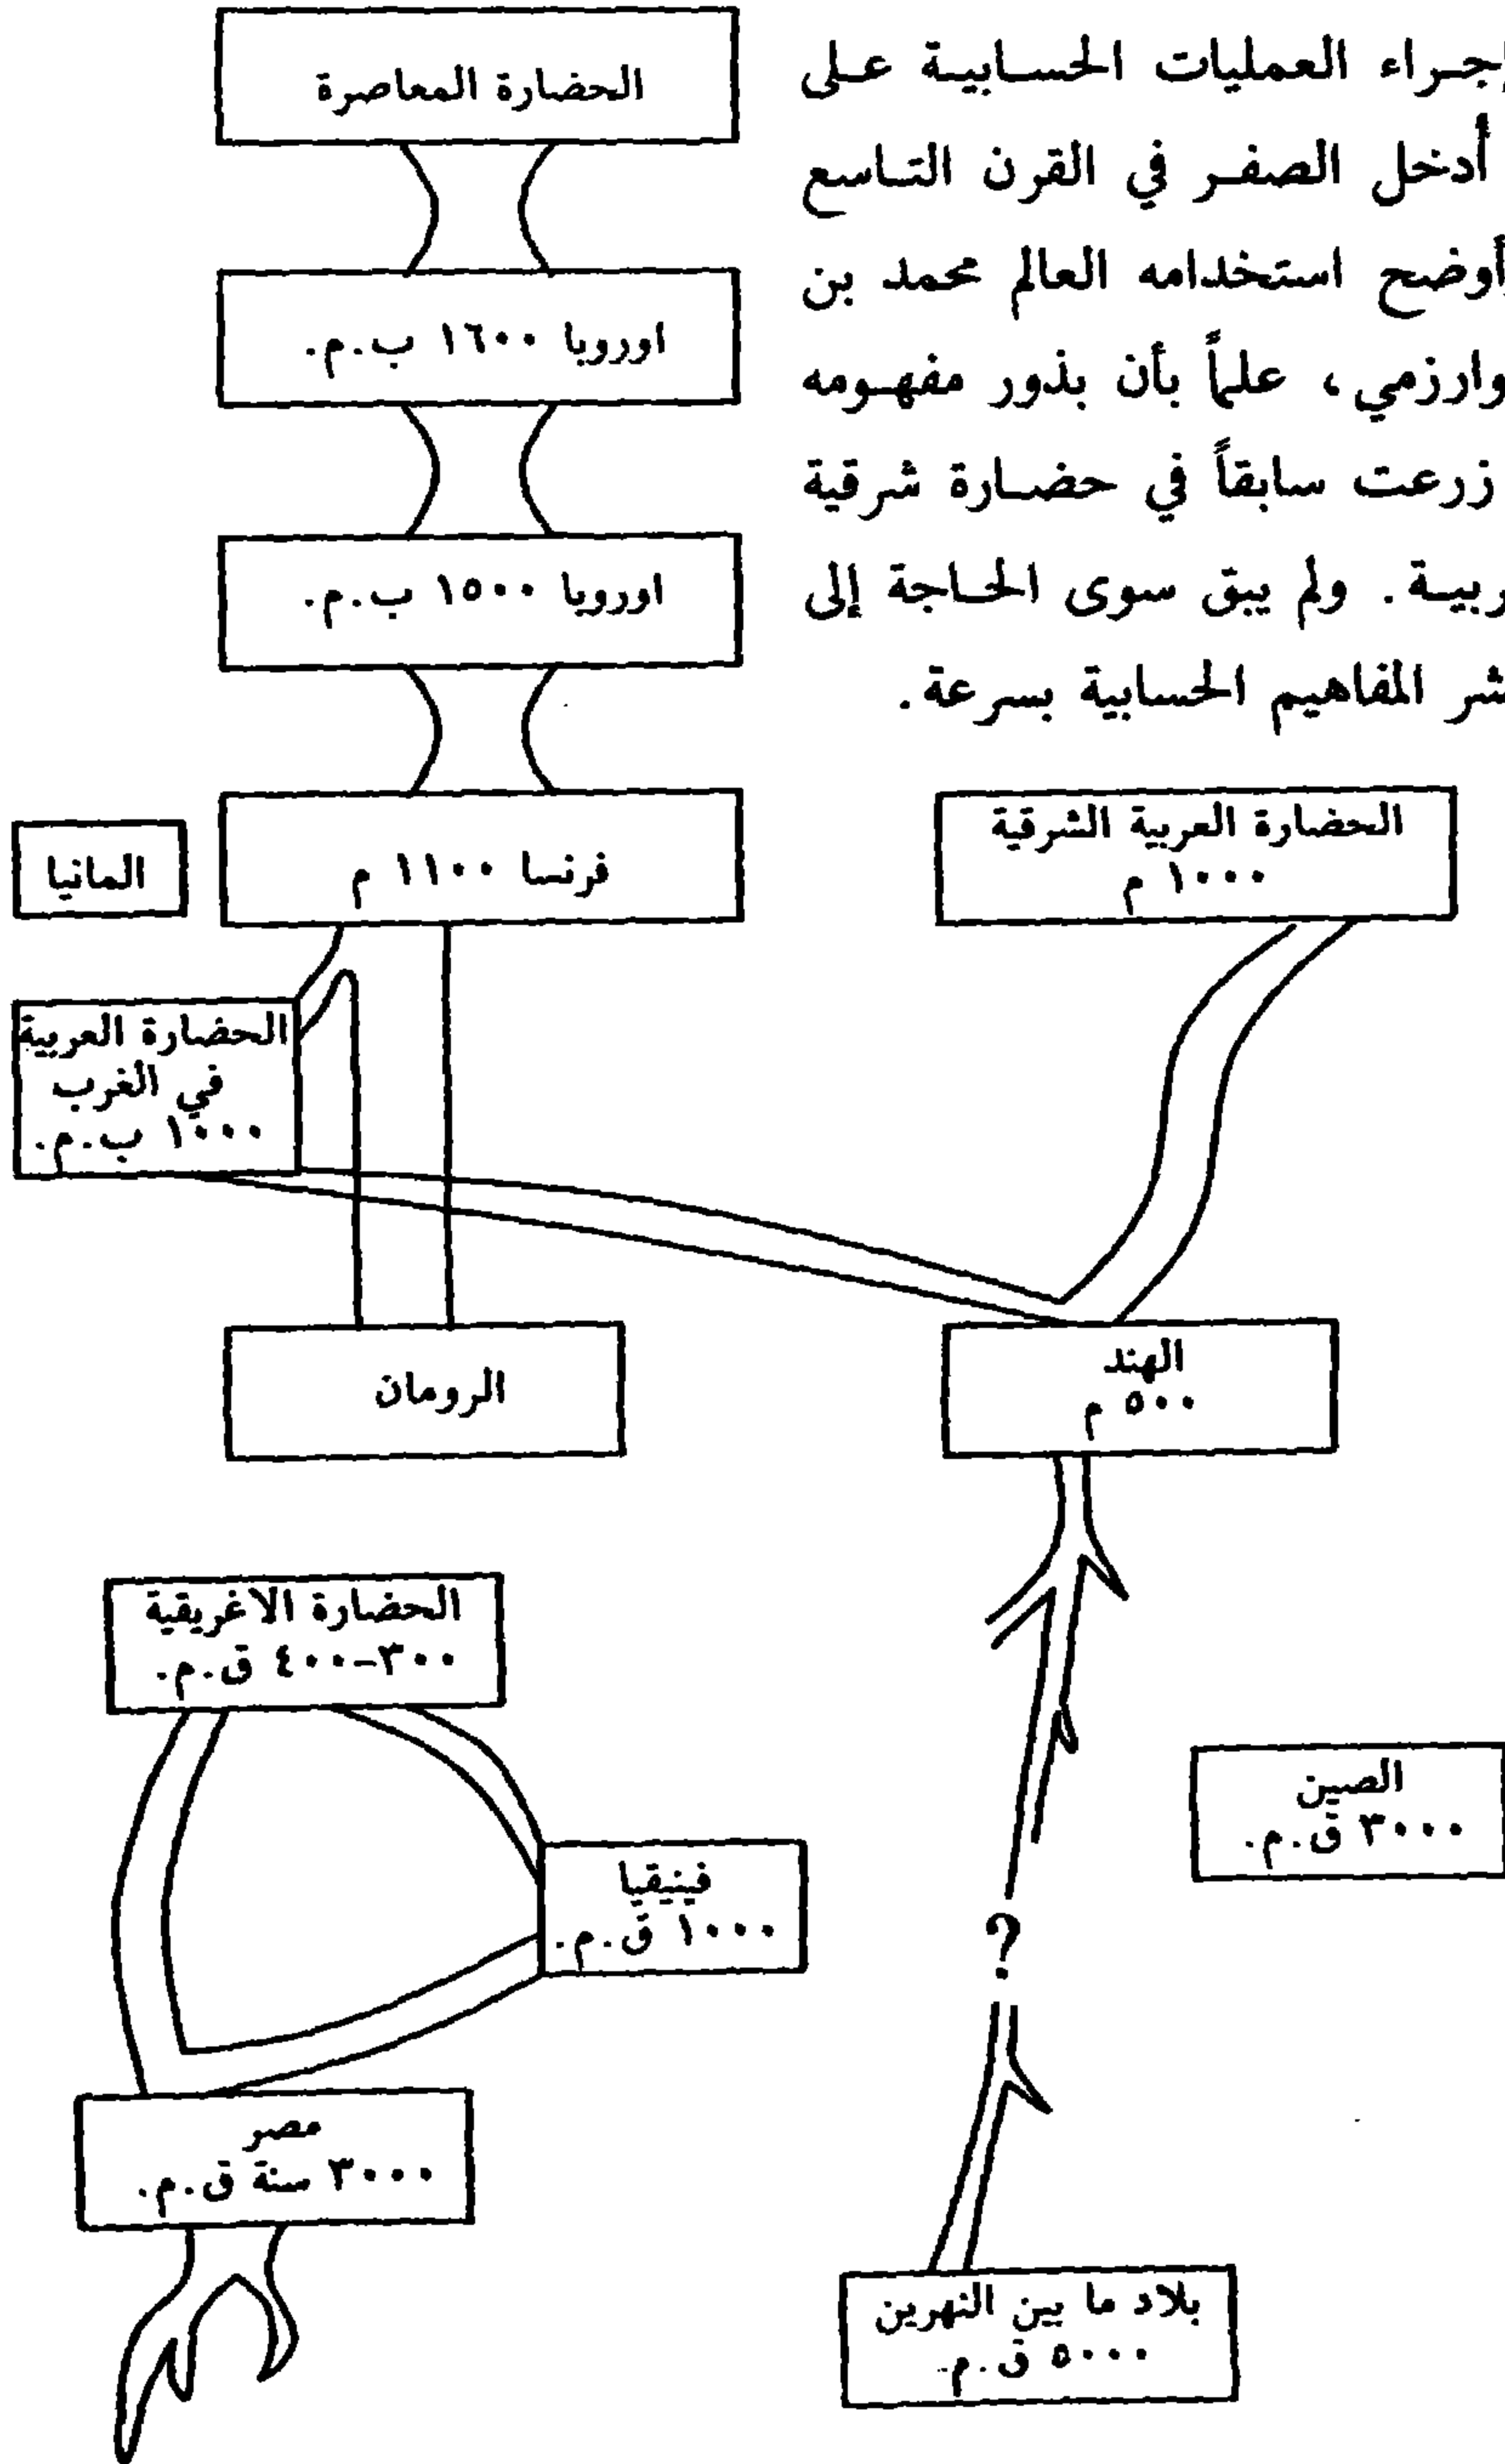 إجراء العمليات الحسابية على
أدخل الصفر في القرن التاسع
أوضح استخدامه العالم محمد بن
وارزمي، علماً بأن بذور مفهومه
زرعت سابقاً في حضارة شرقية
ربية. ولم يبق سوى الحاجة إلى
شر المفاهيم الحسابية بسرعة.
الحضارة المعاصرة
اوروبا ١٦٠٠ ب.م.
اوروبا ١٥٠٠ ب.م.
الحضارة العربية الشرقية
١٠٠٠ م
فرنسا ١١٠٠ م
المانيا
الحضارة العربية
في الغرب
١٠٠٠ ب.م.
الهند
٥٠٠ م
الرومان
الحضارة الاغريقية
٣٠٠-٤٠٠ ق.م.
الصين
٣٠٠٠ ق.م.
فينيقيا
١٠٠٠ ق.م.
?
مصر
٣٠٠٠ سنة ق.م.
بلاد ما بين النهرين
٥٠٠٠ ق.م.